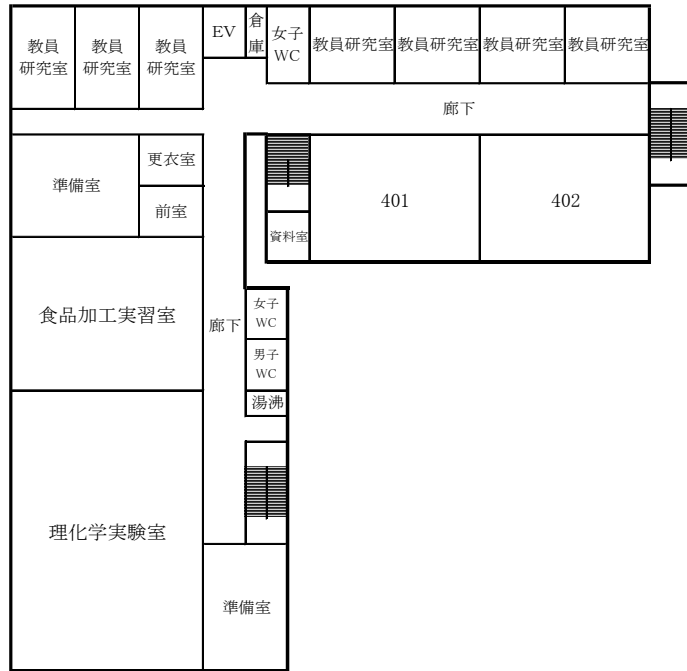 教員
研究室
教員
研究室
教員
研究室
EV
倉
庫
女子
WC
教員研究室
教員研究室
教員研究室
教員研究室
廊下
準備室
更衣室
前室
401
402
資料室
食品加工実習室
廊下
女子
WC
男子
WC
湯沸
理化学実験室
準備室